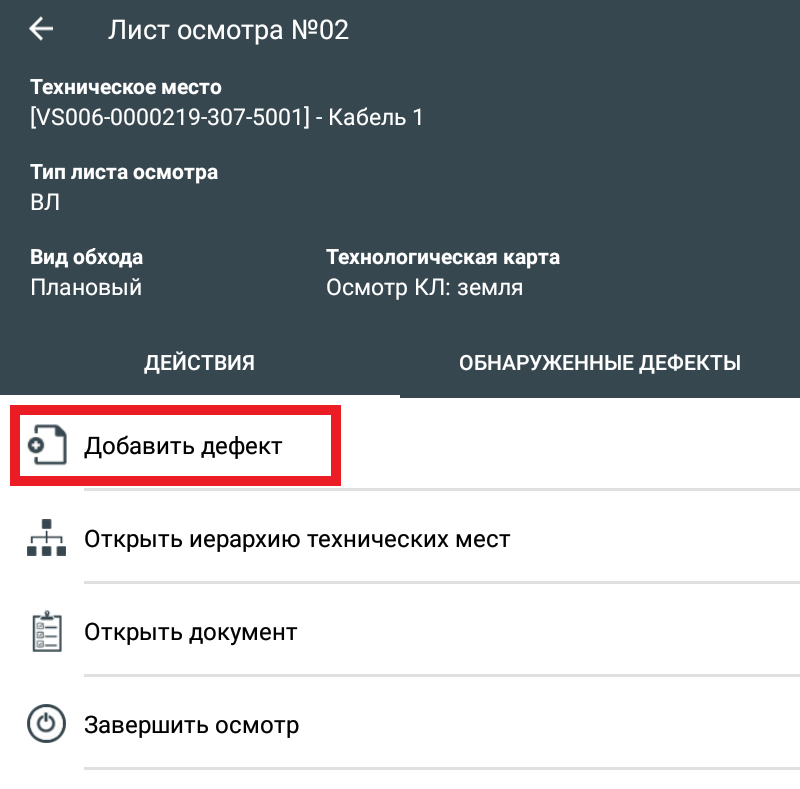 Лист осмотра №02
Техническое место
[VS006-0000219-307-5001] - Кабель 1
Тип листа осмотра
ВЛ
Вид обхода
Технологическая карта
Плановый
Осмотр КЛ: земля
ДЕЙСТВИЯ
ОБНАРУЖЕННЫЕ ДЕФЕКТЫ
Добавить дефект
Открыть иерархию технических мест
Открыть документ
Завершить осмотр